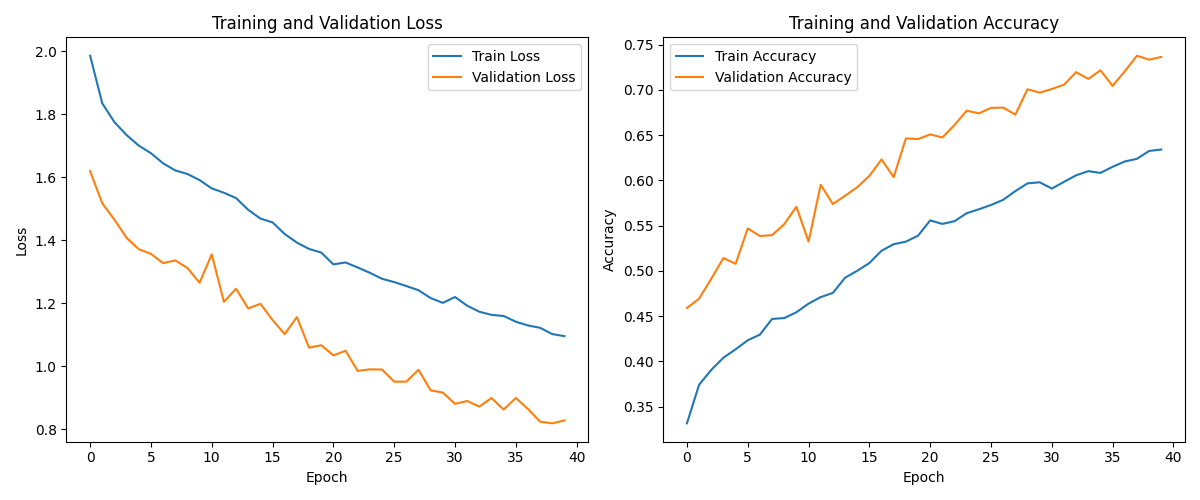 Training and Validation Loss
Train Loss
Validation Loss
2.0
1.8
1.6
1.4
1.2
1.0
0.8
Loss
0 5 10 15 20 25 30 35 40
Epoch
Training and Validation Accuracy
Train Accuracy
Validation Accuracy
0.75
0.70
0.65
0.60
0.55
0.50
0.45
0.40
0.35
Accuracy
0 5 10 15 20 25 30 35 40
Epoch